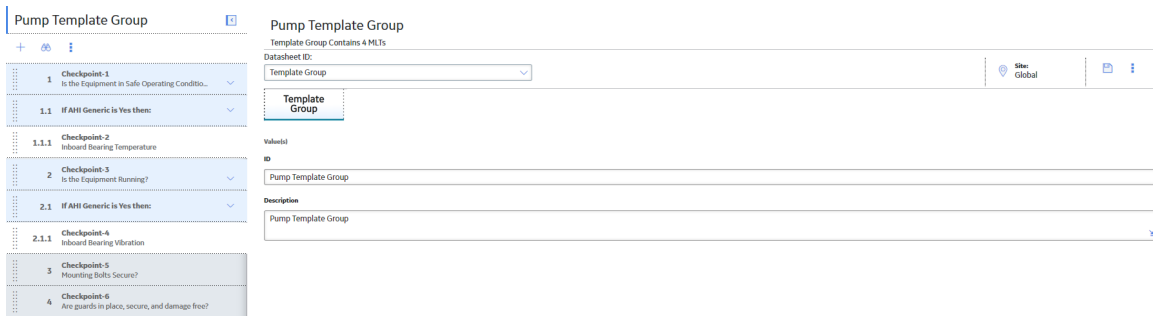 Pump Template Group
1
Checkpoint-1
Is the Equipment in Safe Operating Conditio...
1.1 If AHI Generic is Yes then:
1.1.1
Checkpoint-2
Inboard Bearing Temperature
2
Checkpoint-3
Is the Equipment Running?
2.1 If AHI Generic is Yes then:
2.1.1
Checkpoint-4
Inboard Bearing Vibration
3
Checkpoint-5
Mounting Bolts Secure?
4
Checkpoint-6
Are guards in place, secure, and damage free?
Pump Template Group
Template Group Contains 4 MLTs
Datasheet ID:
Template Group
Site:
Global
Template
Group
Value(s)
ID
Pump Template Group
Description
Pump Template Group